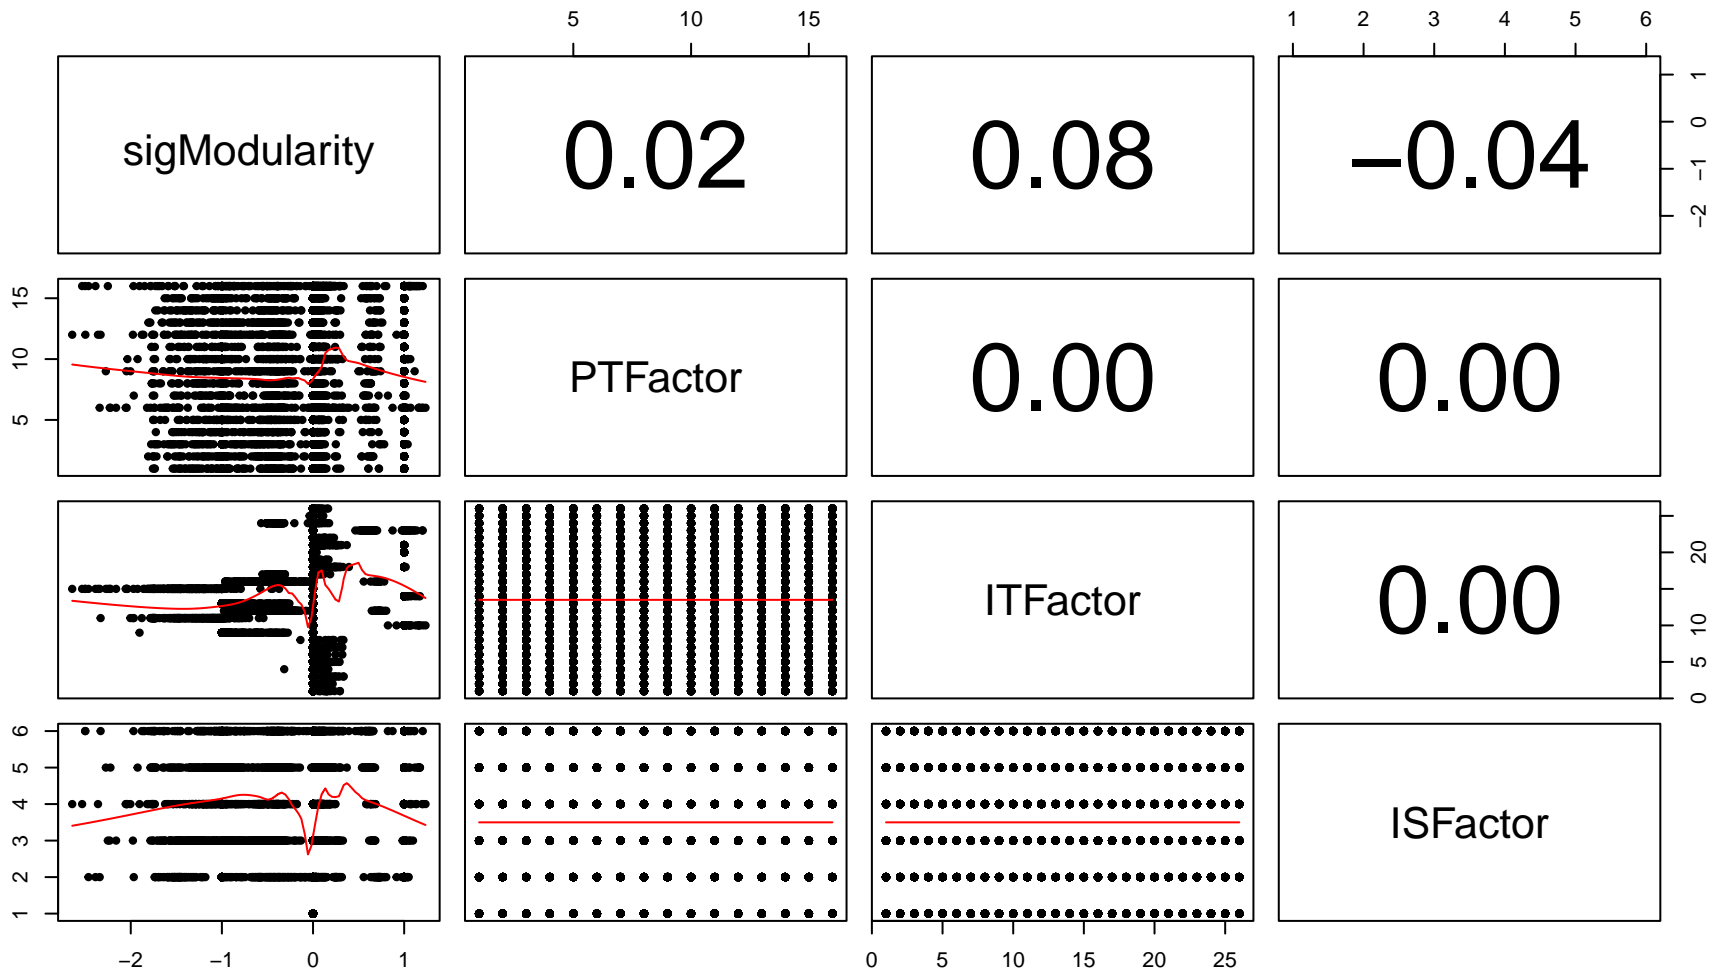 5 10 15 1 2 3 4 5 6
sigModularity 0.02 0.08 −0.04 −2 −1 0 1
5 10 15 PTFactor 0.00 0.00
ITFactor 0.00 0 5 10 20
1 2 3 4 5 6 ISFactor
−2 −1 0 1 0 5 10 15 20 25